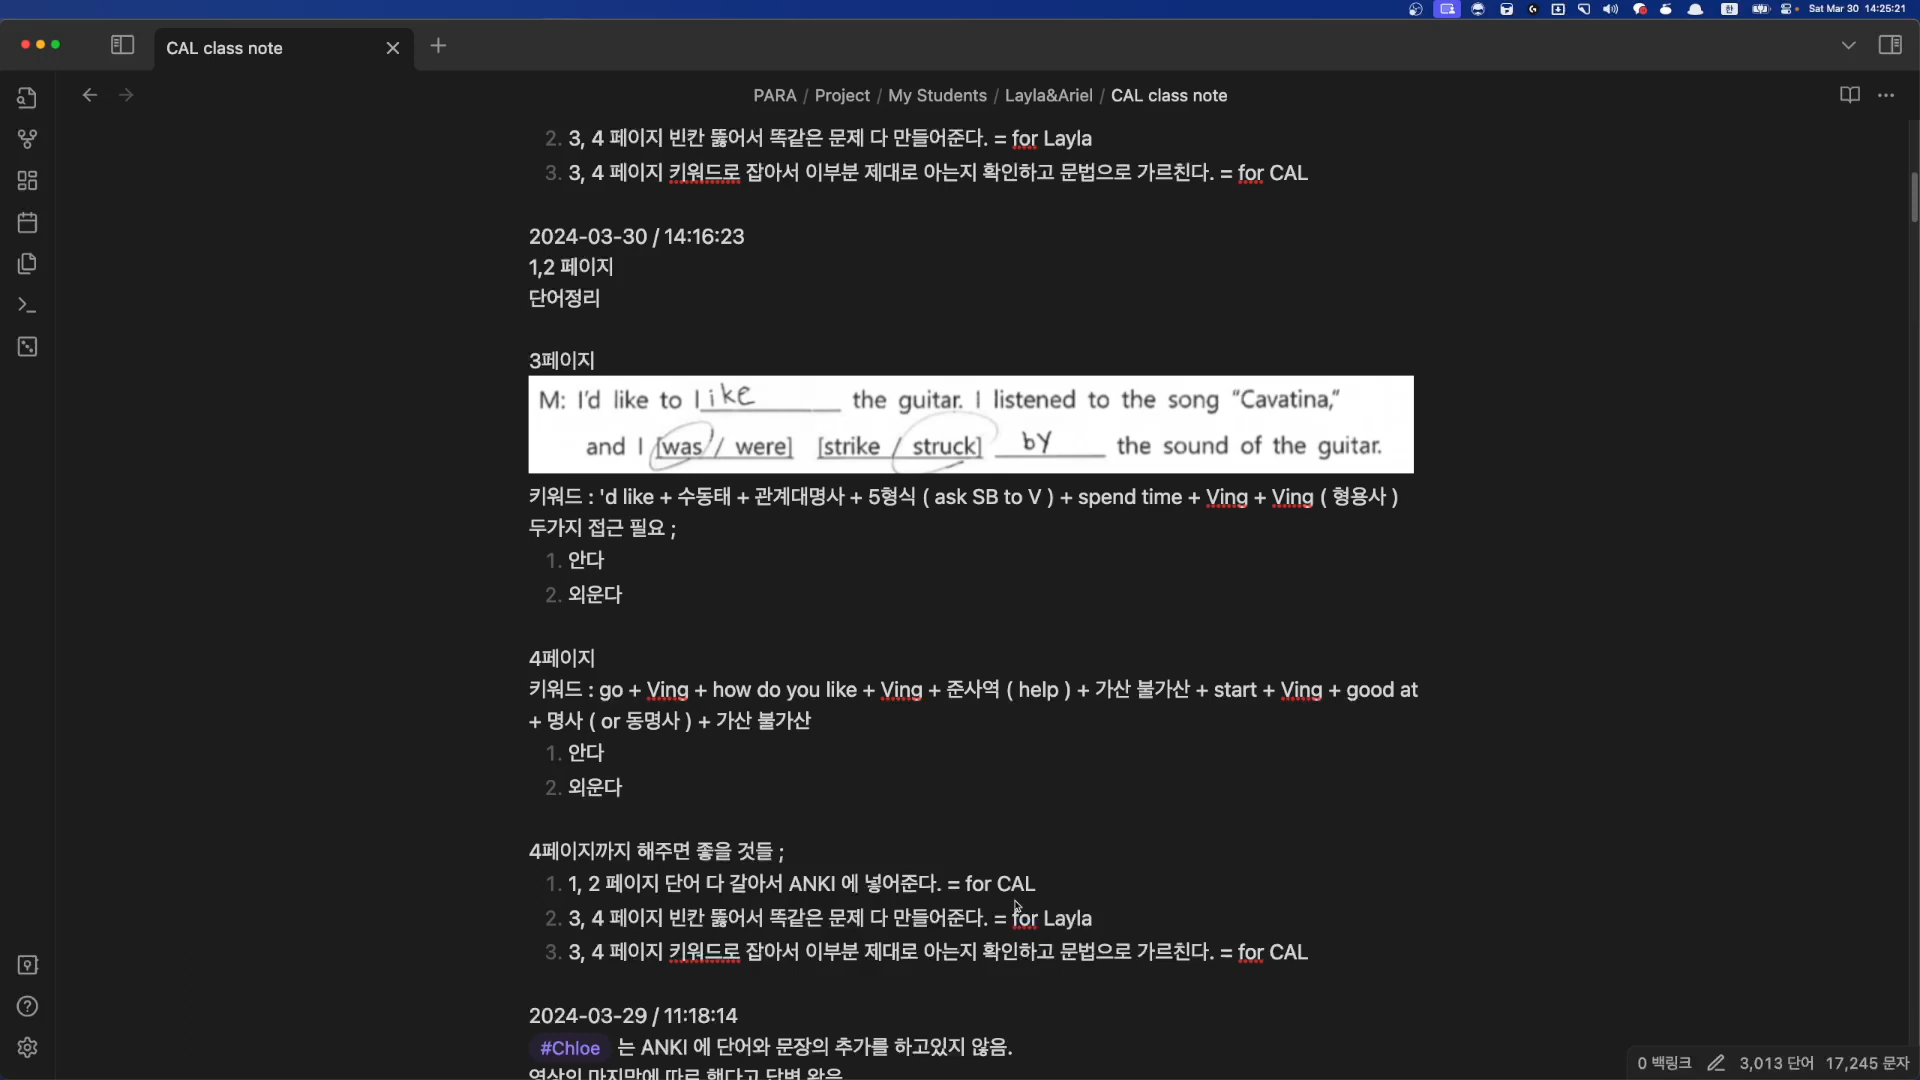 Sat Mar 30 14:25:21
CAL class note
PARA / Project / My Students / Layla&Ariel / CAL class note
2. 3, 4 페이지 빈칸 뚫어서 똑같은 문제 다 만들어준다. = for Layla
3. 3, 4 페이지 키워드로 잡아서 이부분 제대로 아는지 확인하고 문법으로 가르친다. = for CAL
2024-03-30 / 14:16:23
1,2 페이지
단어정리
3페이지
M: I'd like to like the guitar. I listened to the song "Cavatina,"
and I [was / were] [strike / struck] by the sound of the guitar.
키워드 : 'd like + 수동태 + 관계대명사 + 5형식 ( ask SB to V ) + spend time + Ving + Ving ( 형용사 )
두가지 접근 필요 ;
1. 안다
2. 외운다
4페이지
키워드 : go + Ving + how do you like + Ving + 준사역 ( help ) + 가산 불가산 + start + Ving + good at
+ 명사 ( or 동명사 ) + 가산 불가산
1. 안다
2. 외운다
4페이지까지 해주면 좋을 것들 ;
1. 1, 2 페이지 단어 다 갈아서 ANKI 에 넣어준다. = for CAL
2. 3, 4 페이지 빈칸 뚫어서 똑같은 문제 다 만들어준다. = for Layla
3. 3, 4 페이지 키워드로 잡아서 이부분 제대로 아는지 확인하고 문법으로 가르친다. = for CAL
2024-03-29 / 11:18:14
#Chloe 는 ANKI 에 단어와 문장의 추가를 하고있지 않음.
0 백링크 3,013 단어 17,245 문자